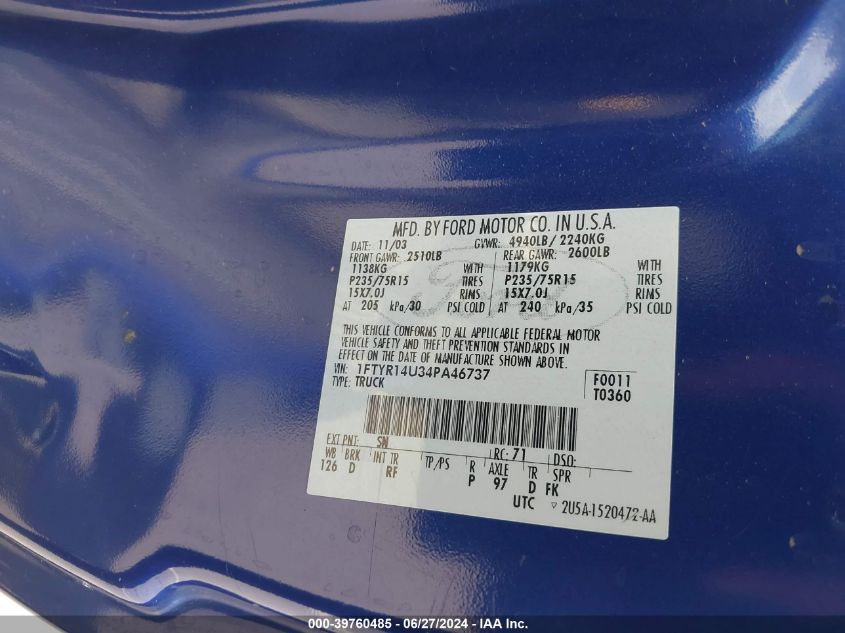 MFD. BY FORD MOTOR CO. IN U.S.A.
DATE: 11/03 GVWR: 4940LB/ 2240KG
FRONT GAWR: 2510LB REAR GAWR: 2600LB
1138KG WITH 1179KG WITH
P235/75R15 TIRES P235/75R15 TIRES
15X7.0J RIMS 15X7.0J RIMS
AT 205 kPa/30 PSI COLD AT 240 kPa/35 PSI COLD
Ford
THIS VEHICLE CONFORMS TO ALL APPLICABLE FEDERAL MOTOR
VEHICLE SAFETY AND THEFT PREVENTION STANDARDS IN
EFFECT ON THE DATE OF MANUFACTURE SHOWN ABOVE.
VIN: 1FTYR14U34PA46737 F0011
TYPE: TRUCK T0360
EXT PNT: SN RC: 71 DSO:
WB BRK INT TR TP/PS R AXLE TR SPR
126 D RF P 97 D FK
UTC ▽ 2U5A-1520472-AA
000-39760485 - 06/27/2024 - IAA Inc.